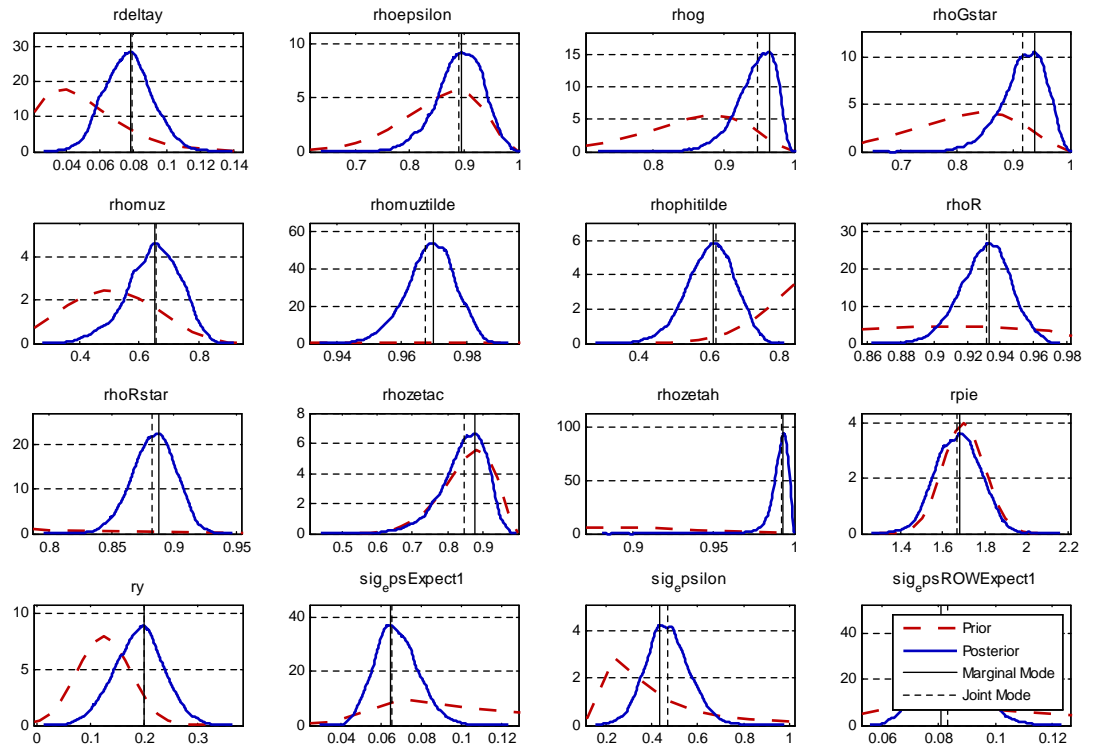 rdeltay
rhoepsilon
rhog
rhoGstar
30
20
10
0
0.04 0.06 0.08 0.1 0.12 0.14
10
5
0
0.7 0.8 0.9 1
15
10
5
0
0.8 0.9 1
10
5
0
0.7 0.8 0.9 1
rhomuz
rhomuztilde
rhophitilde
rhoR
4
2
0
0.4 0.6 0.8
60
40
20
0
0.94 0.96 0.98
6
4
2
0
0.4 0.6 0.8
30
20
10
0
0.86 0.88 0.9 0.92 0.94 0.96 0.98
rhoRstar
rhozetac
rhozetah
rpie
20
10
0
0.8 0.85 0.9 0.95
8
6
4
2
0
0.5 0.6 0.7 0.8 0.9
100
50
0
0.9 0.95 1
4
2
0
1.4 1.6 1.8 2 2.2
ry
sig_epsExpect1
sig_epsilon
sig_epsROWExpect1
10
5
0
0 0.1 0.2 0.3
40
20
0
0.04 0.06 0.08 0.1 0.12
4
2
0
0.2 0.4 0.6 0.8 1
40
20
0
0.06 0.08 0.1 0.12
Prior
Posterior
Marginal Mode
Joint Mode